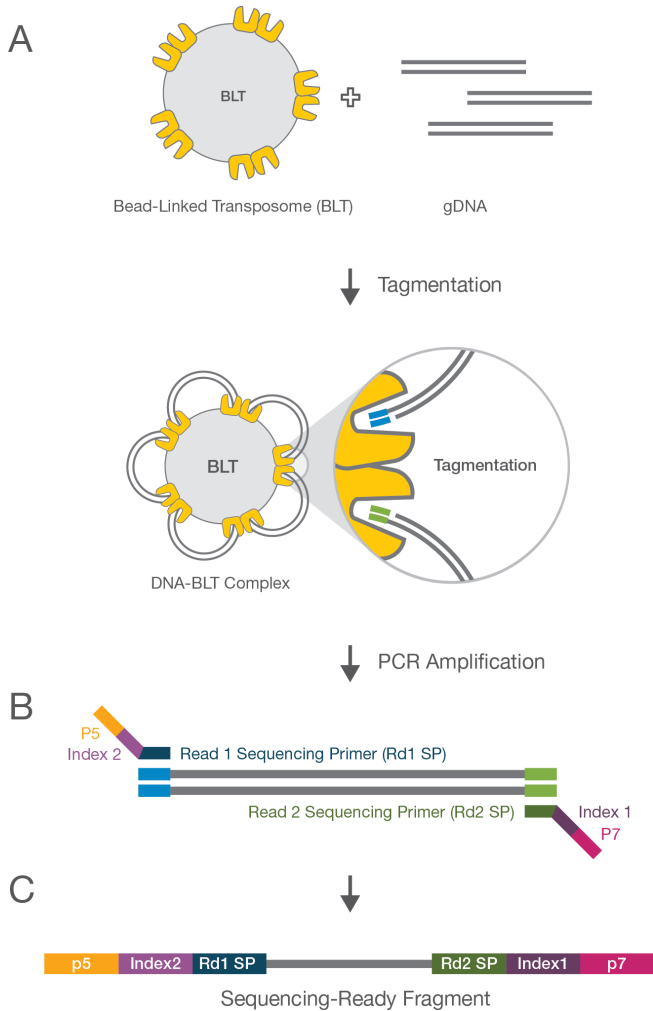 A
BLT
Bead-Linked Transposome (BLT)
gDNA
Tagmentation
BLT
Tagmentation
DNA-BLT Complex
PCR Amplification
B
P5
Index 2
Read 1 Sequencing Primer (Rd1 SP)
Read 2 Sequencing Primer (Rd2 SP)
Index 1
P7
C
p5
Index2
Rd1 SP
Rd2 SP
Index1
p7
Sequencing-Ready Fragment